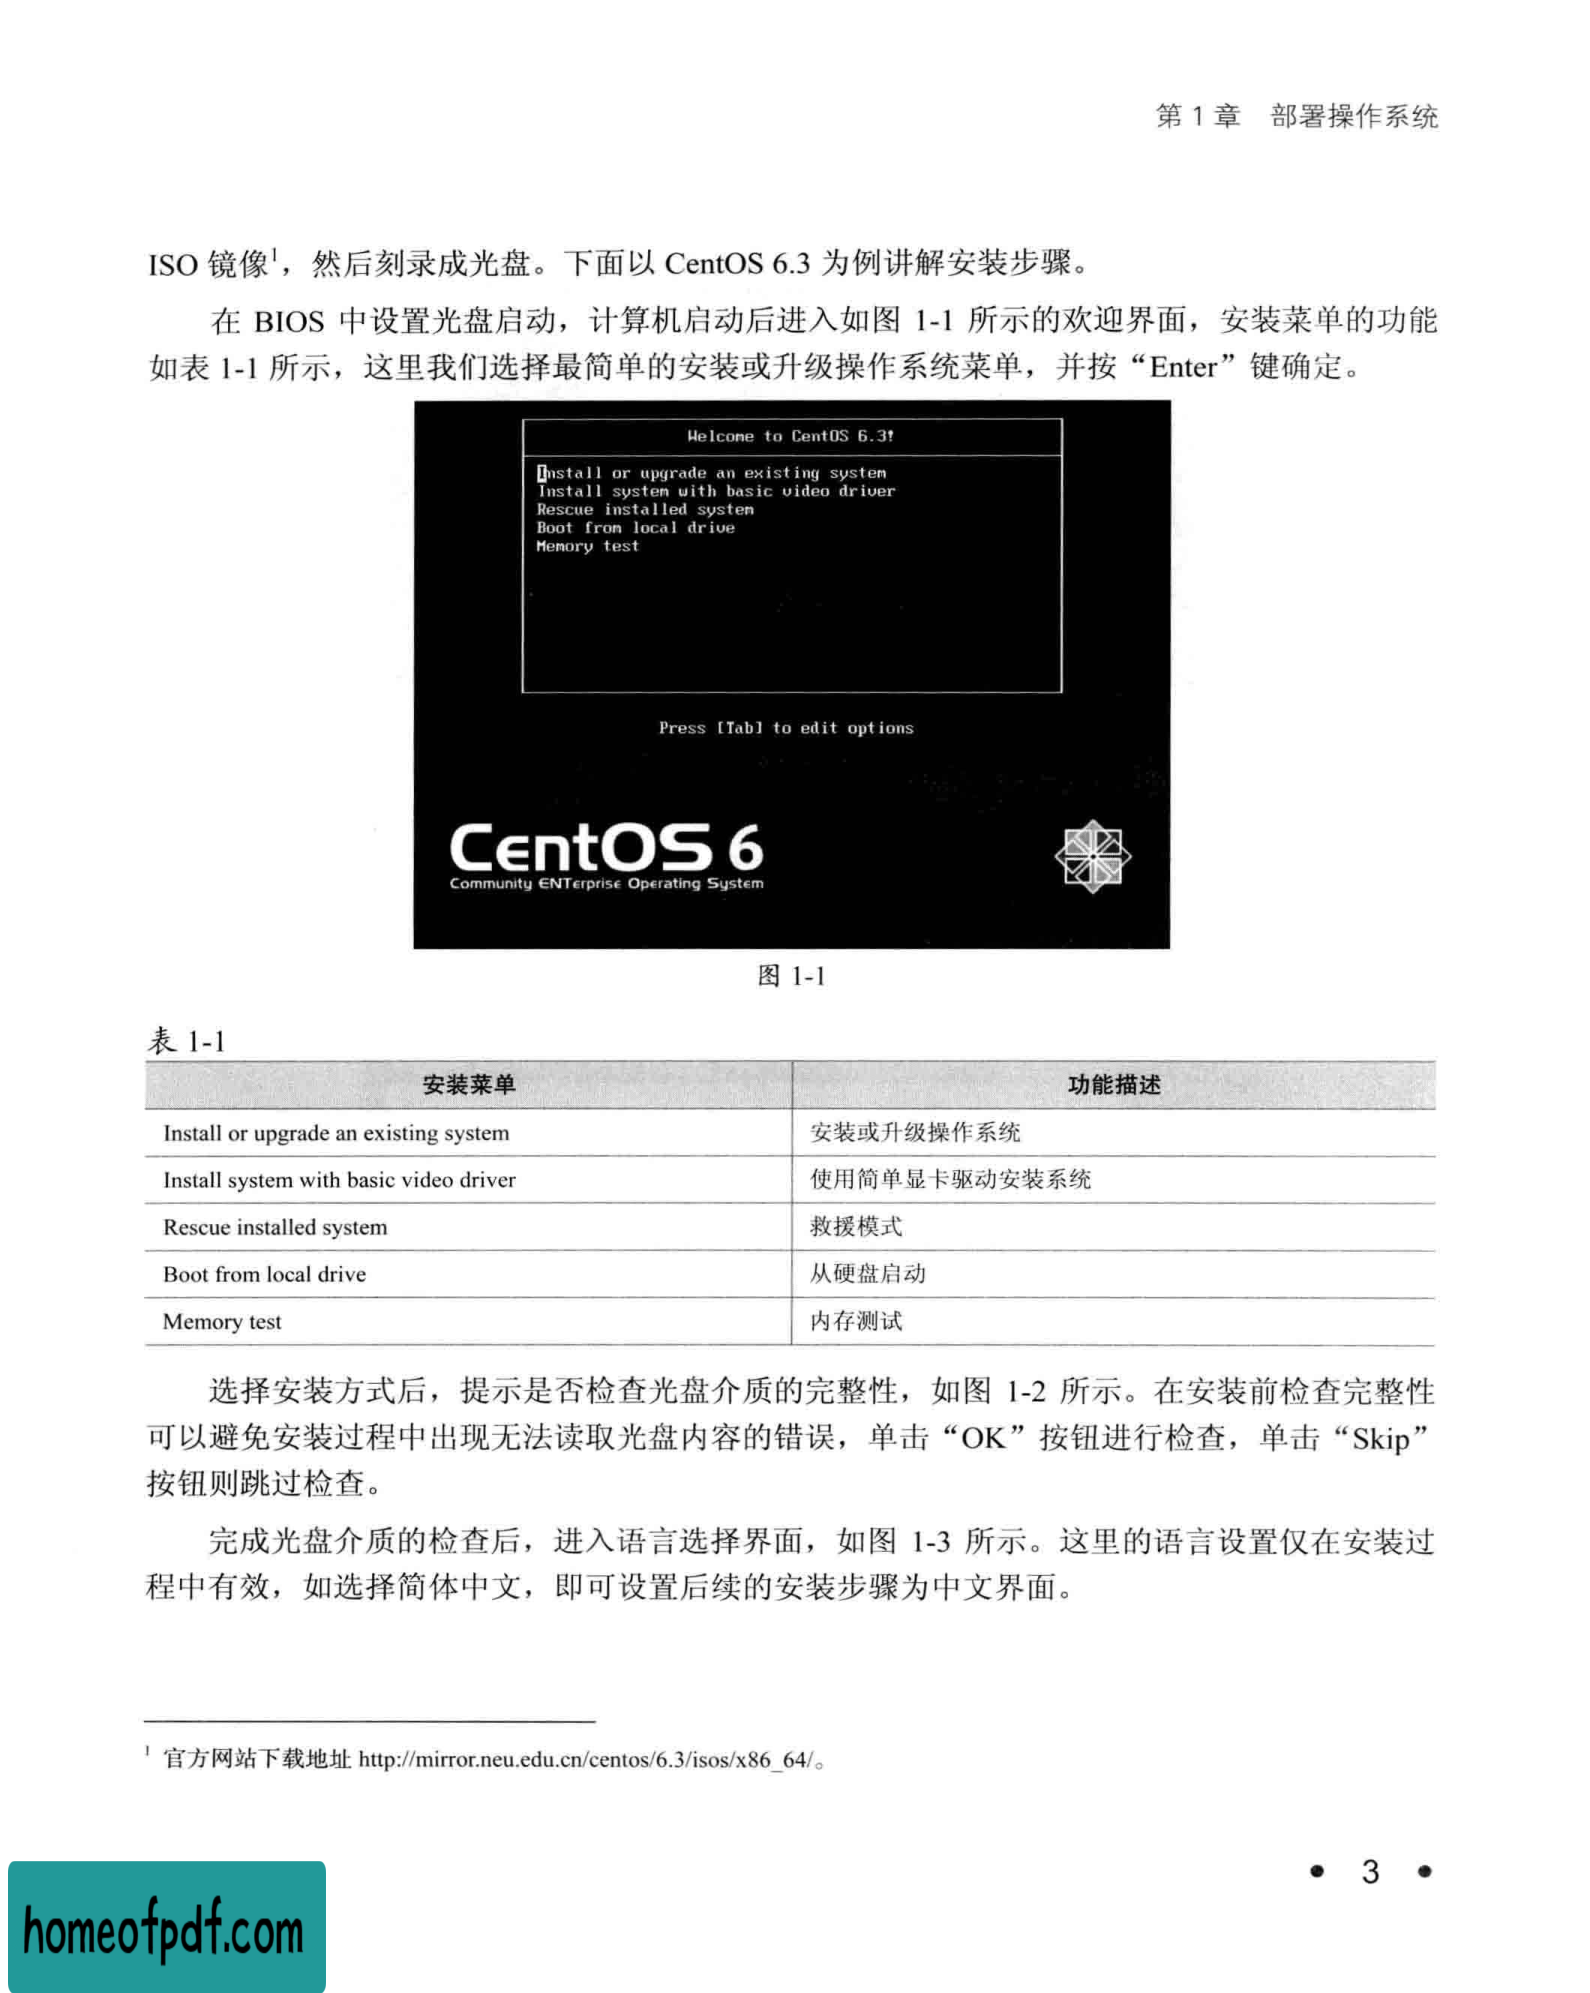 第 1 章　部署操作系统
ISO 镜像1，然后刻录成光盘。下面以 CentOS 6.3 为例讲解安装步骤。
在 BIOS 中设置光盘启动，计算机启动后进入如图 1-1 所示的欢迎界面，安装菜单的功能
如表 1-1 所示，这里我们选择最简单的安装或升级操作系统菜单，并按“Enter”键确定。
Welcome to CentOS 6.3!
Install or upgrade an existing system
Install system with basic video driver
Rescue installed system
Boot from local drive
Memory test
Press [Tab] to edit options
CentOS 6
Community ENTerprise Operating System
图 1-1
表 1-1
安装菜单 功能描述
Install or upgrade an existing system 安装或升级操作系统
Install system with basic video driver 使用简单显卡驱动安装系统
Rescue installed system 救援模式
Boot from local drive 从硬盘启动
Memory test 内存测试
选择安装方式后，提示是否检查光盘介质的完整性，如图 1-2 所示。在安装前检查完整性
可以避免安装过程中出现无法读取光盘内容的错误，单击“OK”按钮进行检查，单击“Skip”
按钮则跳过检查。
完成光盘介质的检查后，进入语言选择界面，如图 1-3 所示。这里的语言设置仅在安装过
程中有效，如选择简体中文，即可设置后续的安装步骤为中文界面。
1 官方网站下载地址 http://mirror.neu.edu.cn/centos/6.3/isos/x86_64/。
• 3 •
homeofpdf.com